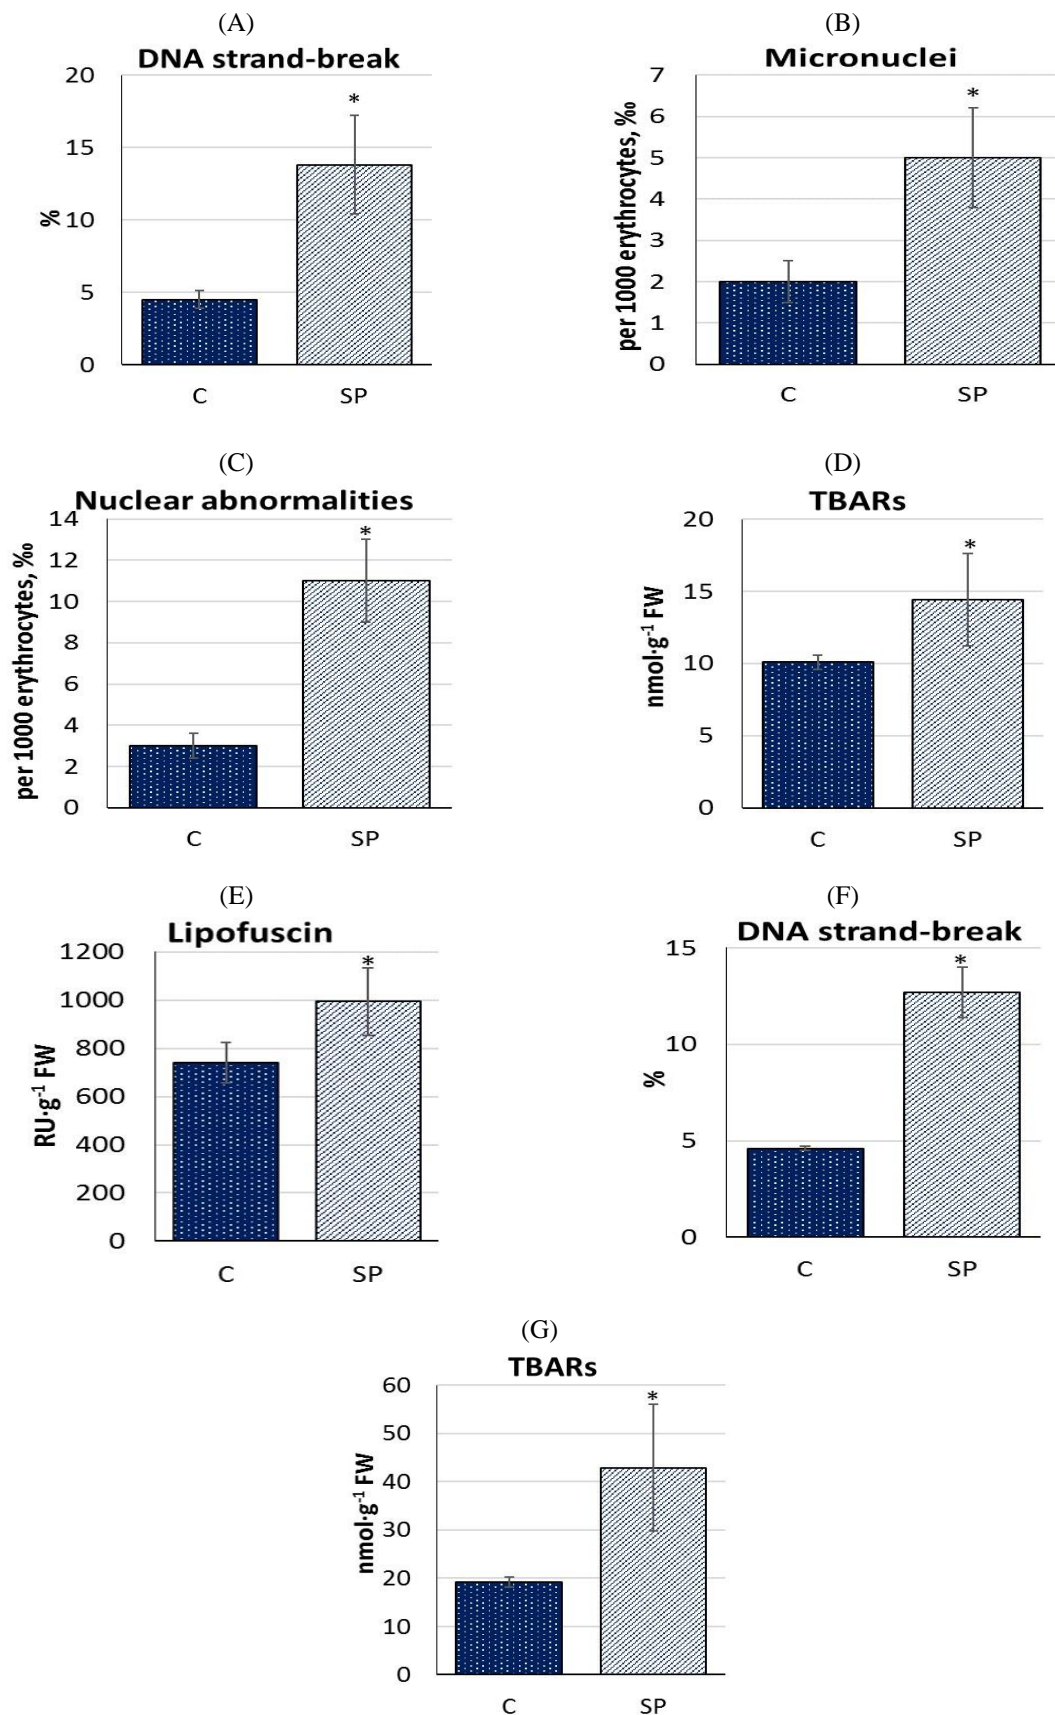 (A)
DNA strand-break
20
15
10
5
0
%
*
C
SP
(B)
Micronuclei
7
6
5
4
3
2
1
0
per 1000 erythrocytes, ‰
*
C
SP
(C)
Nuclear abnormalities
14
12
10
8
6
4
2
0
per 1000 erythrocytes, ‰
*
C
SP
(D)
TBARs
20
15
10
5
0
nmol·g⁻¹ FW
*
C
SP
(E)
Lipofuscin
1200
1000
800
600
400
200
0
RU·g⁻¹ FW
*
C
SP
(F)
DNA strand-break
15
10
5
0
%
*
C
SP
(G)
TBARs
60
50
40
30
20
10
0
nmol·g⁻¹ FW
*
C
SP